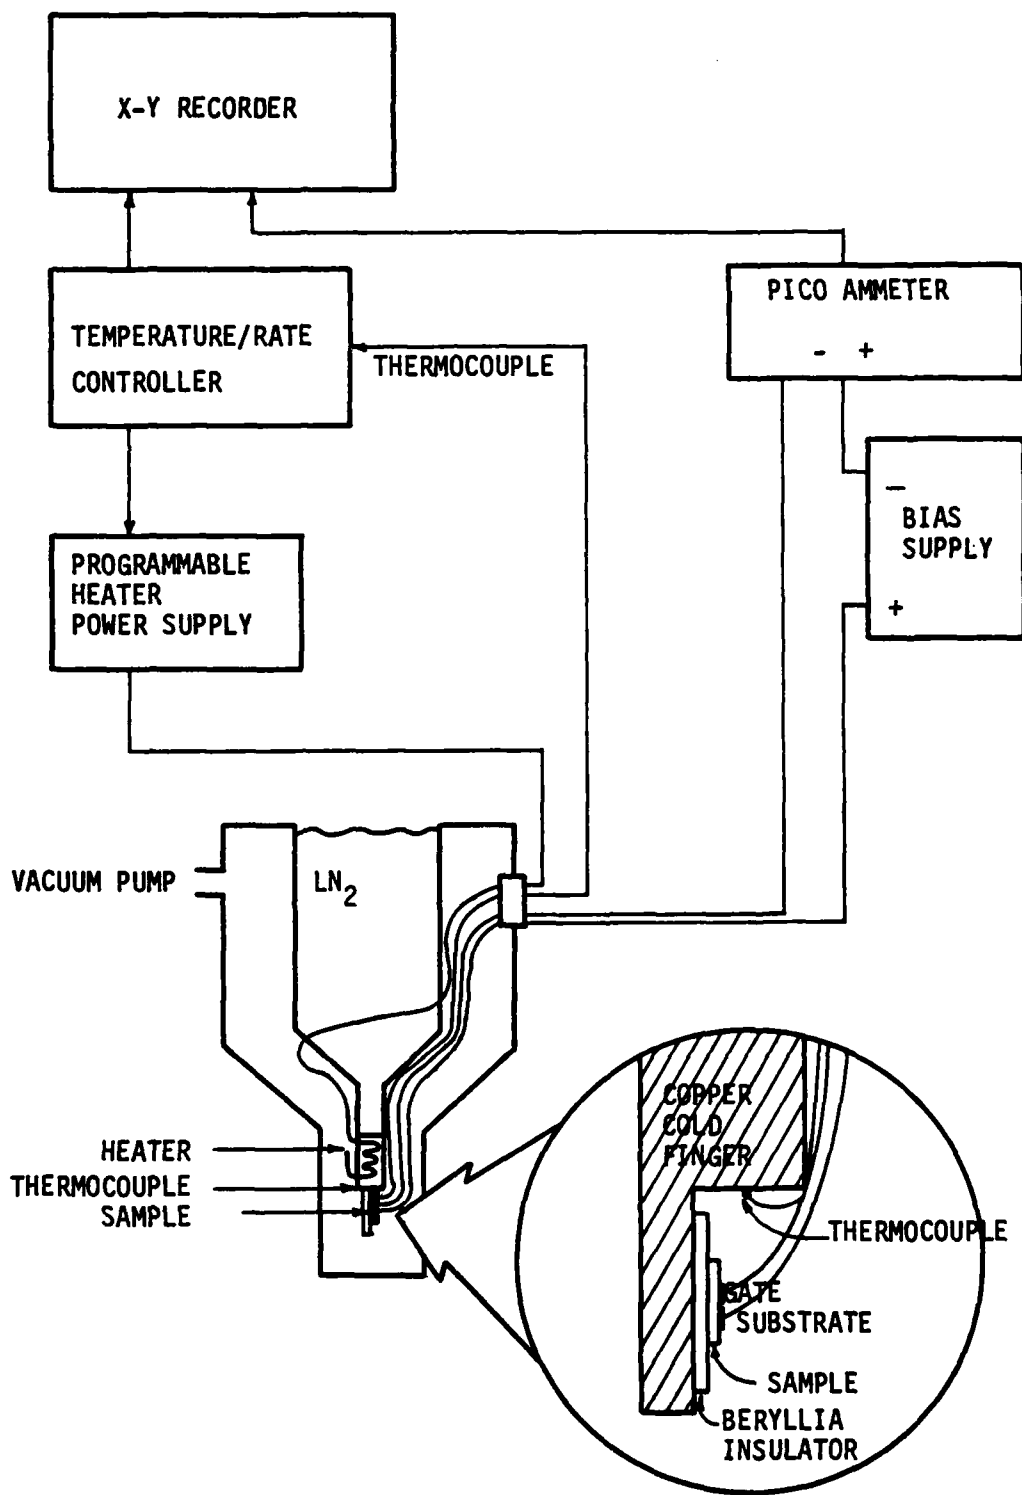 X-Y RECORDER
TEMPERATURE/RATE
CONTROLLER
THERMOCOUPLE
PICO AMMETER
- +
—
BIAS
SUPPLY
+
PROGRAMMABLE
HEATER
POWER SUPPLY
VACUUM PUMP
LN2
HEATER
THERMOCOUPLE
SAMPLE
COPPER
COLD
FINGER
THERMOCOUPLE
GATE
SUBSTRATE
SAMPLE
BERYLLIA
INSULATOR